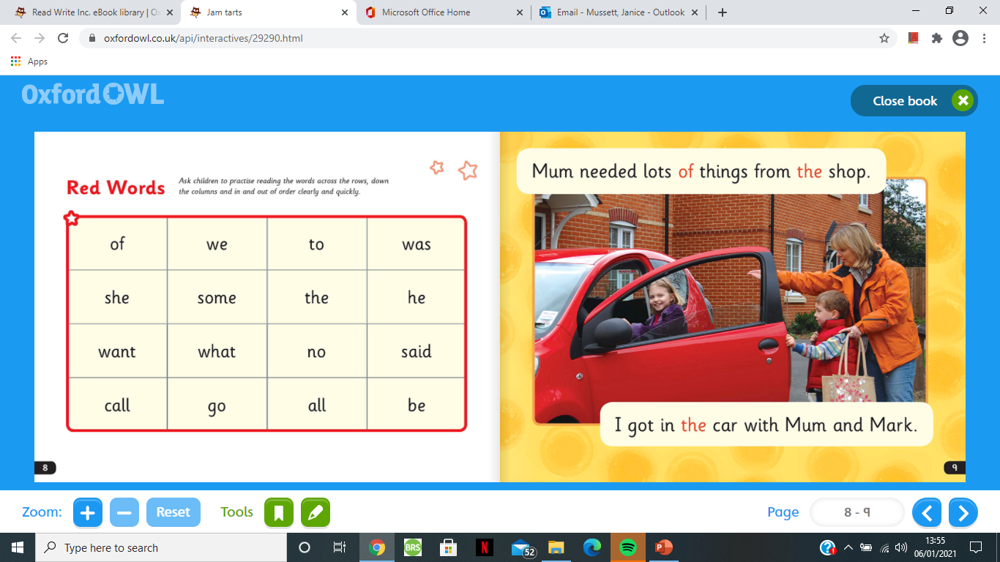 Read Write Inc. eBook library | O
Jam tarts
Microsoft Office Home
Email - Mussett, Janice - Outlook
oxfordowl.co.uk/api/interactives/29290.html
Apps
Oxford OWL
Close book
Red Words
Ask children to practise reading the words across the rows, down
the columns and in and out of order clearly and quickly.
of we to was
she some the he
want what no said
call go all be
8
Mum needed lots of things from the shop.
I got in the car with Mum and Mark.
9
Zoom: + − Reset Tools
Page 8 - 9
Type here to search
BRS
N
52
P
13:55
06/01/2021